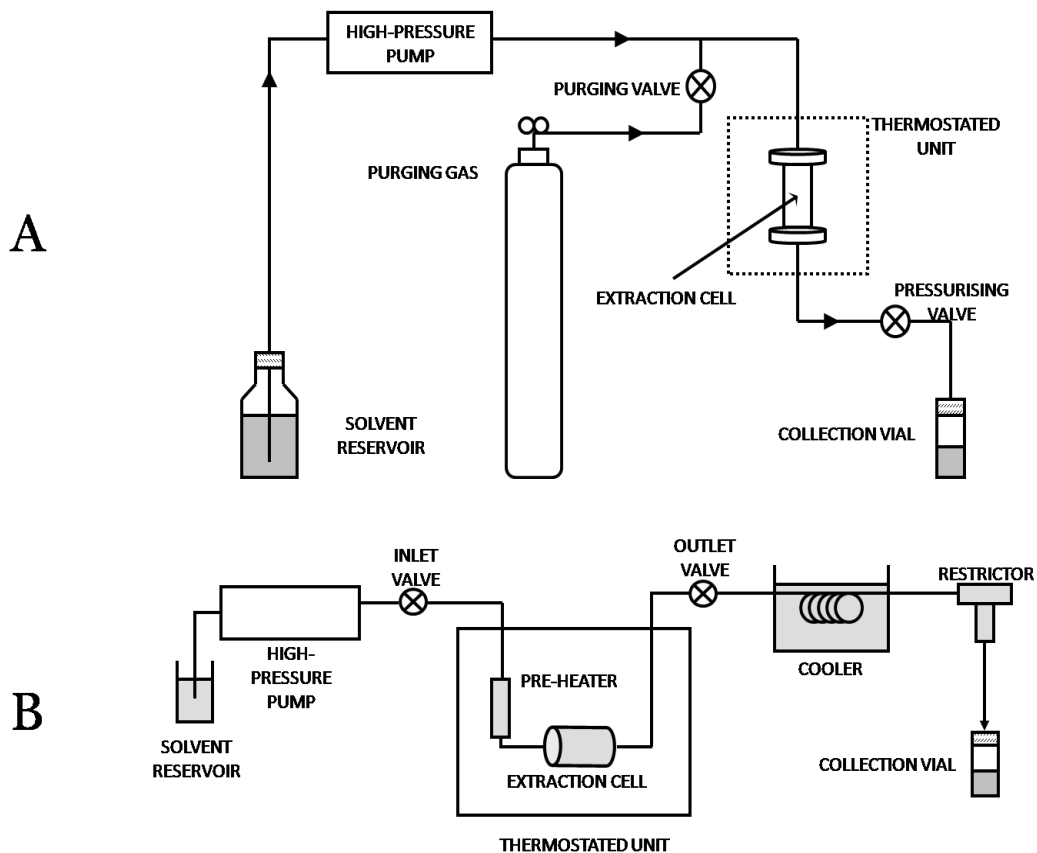 HIGH-PRESSURE
PUMP
PURGING VALVE
THERMOSTATED
UNIT
PURGING GAS
A
EXTRACTION CELL
PRESSURISING
VALVE
SOLVENT
RESERVOIR
COLLECTION VIAL
INLET
VALVE
OUTLET
VALVE
RESTRICTOR
HIGH-
PRESSURE
PUMP
PRE-HEATER
COOLER
B
SOLVENT
RESERVOIR
EXTRACTION CELL
COLLECTION VIAL
THERMOSTATED UNIT